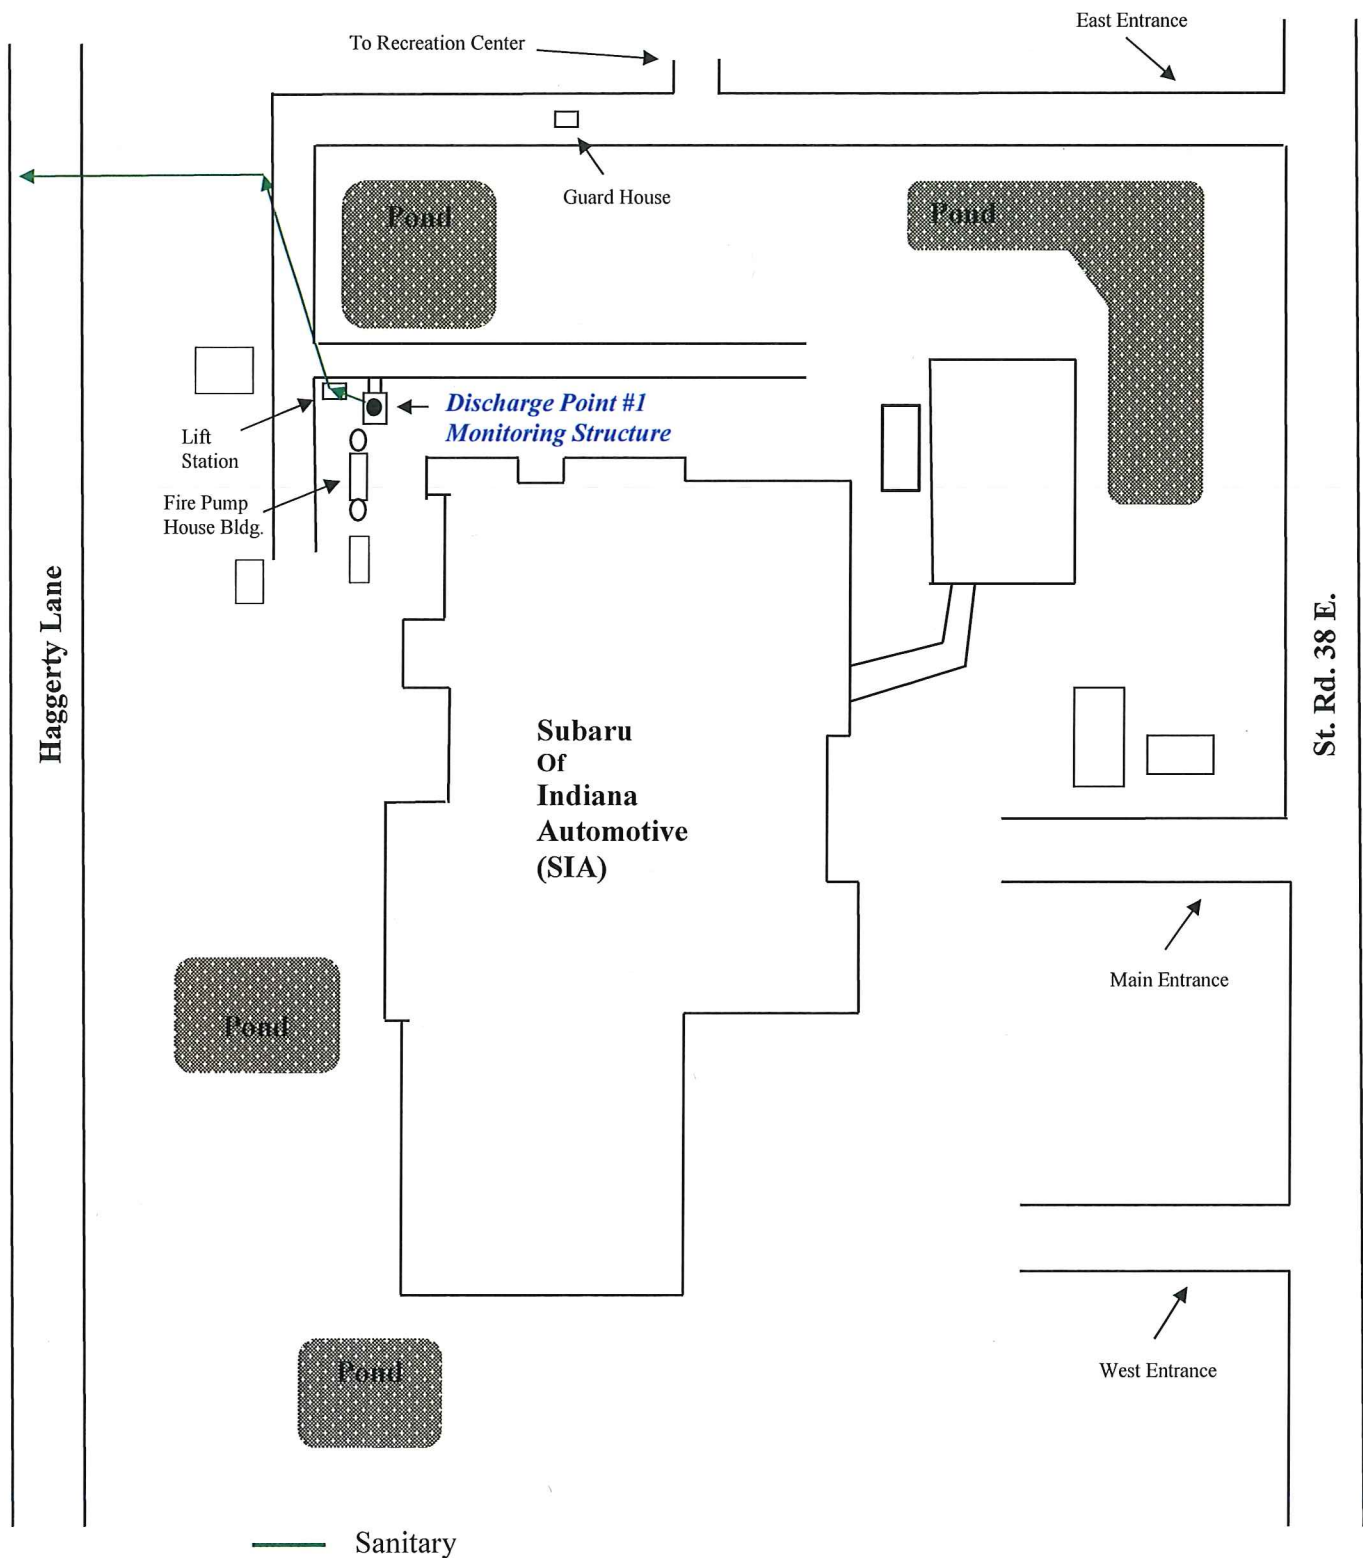 East Entrance
To Recreation Center
Guard House
Pond
Pond
Discharge Point #1
Monitoring Structure
Lift
Station
Fire Pump
House Bldg.
Haggerty Lane
St. Rd. 38 E.
Subaru
Of
Indiana
Automotive
(SIA)
Main Entrance
Pond
West Entrance
Pond
Sanitary